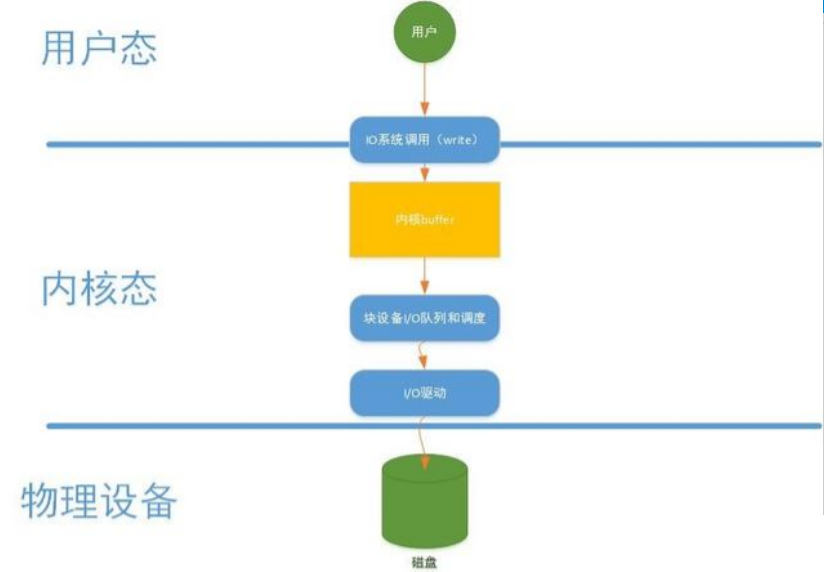 用户态
用户
IO系统调用（write）
内核buffer
内核态
块设备I/O队列和调度
I/O驱动
物理设备
磁盘